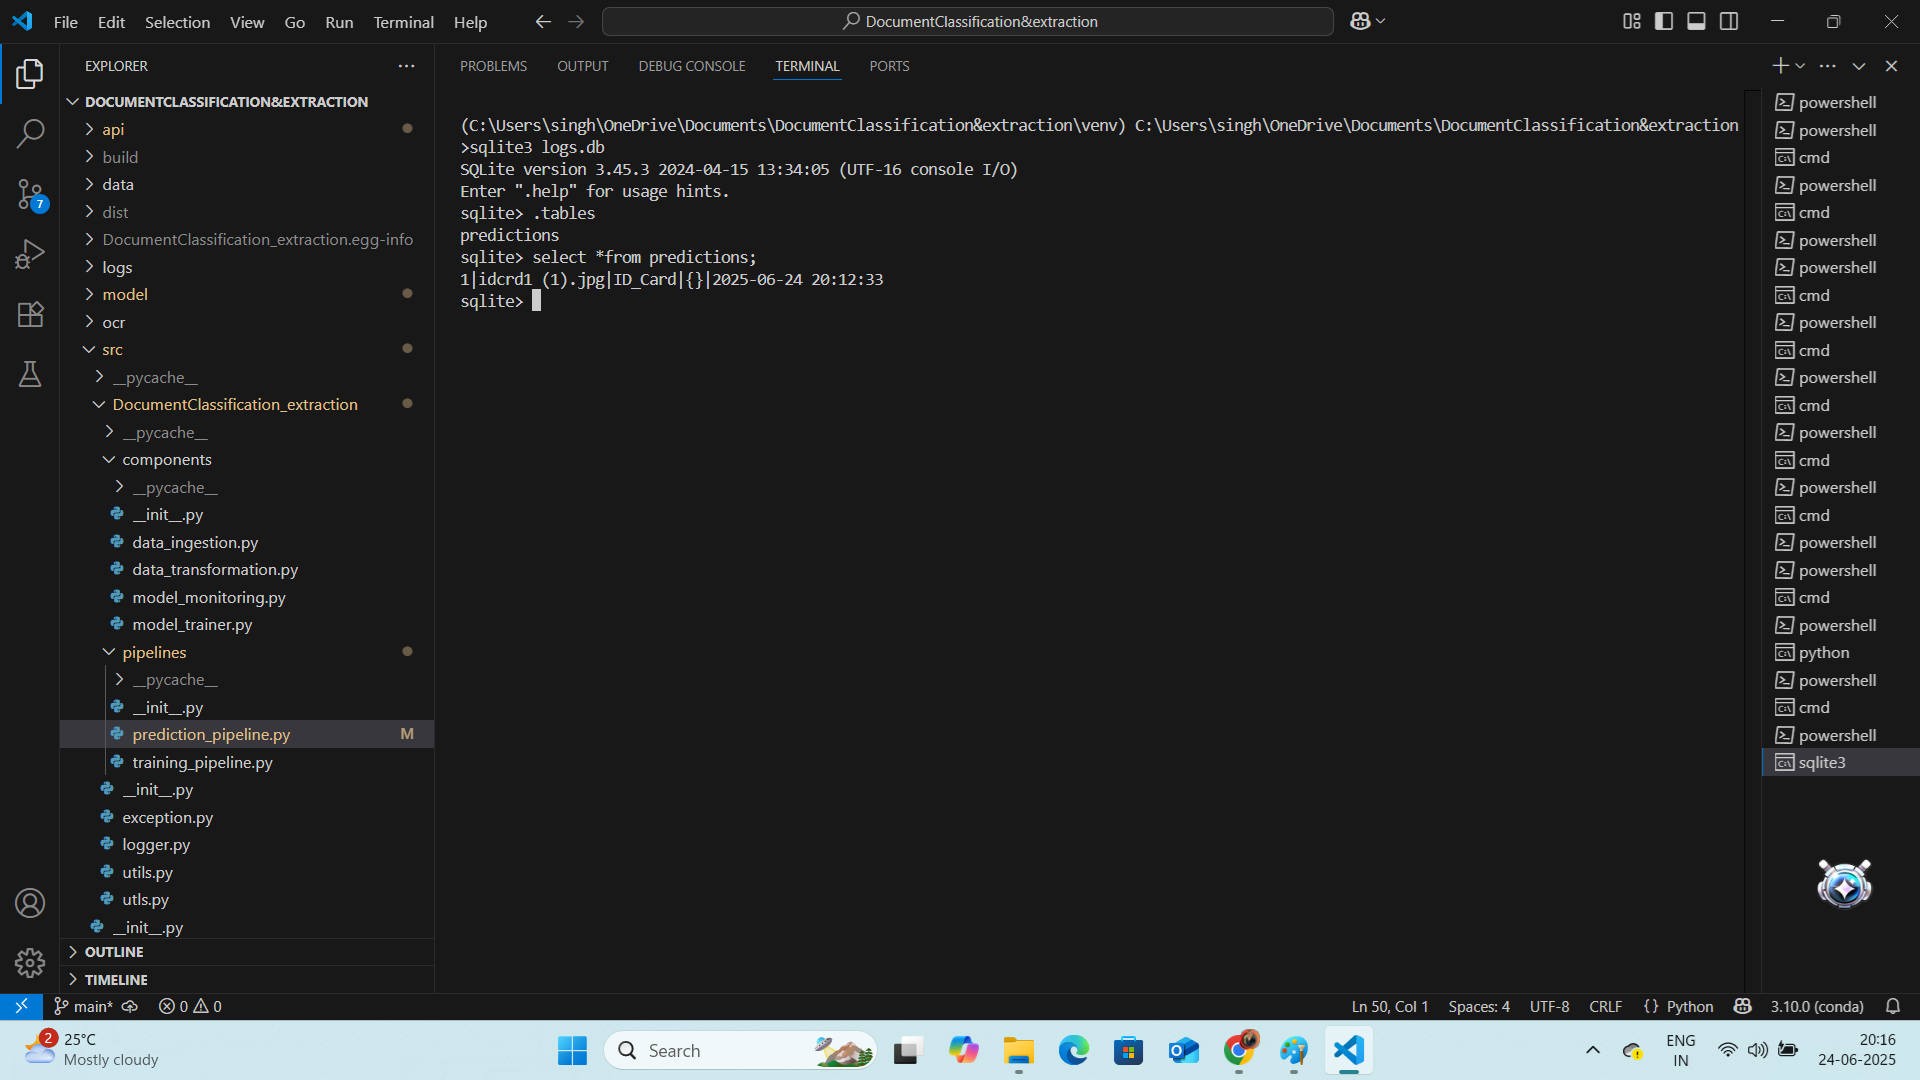 File Edit Selection View Go Run Terminal Help
DocumentClassification&extraction
EXPLORER
DOCUMENTCLASSIFICATION&EXTRACTION
api
build
data
dist
DocumentClassification_extraction.egg-info
logs
model
ocr
src
__pycache__
DocumentClassification_extraction
__pycache__
components
__pycache__
__init__.py
data_ingestion.py
data_transformation.py
model_monitoring.py
model_trainer.py
pipelines
__pycache__
__init__.py
prediction_pipeline.py M
training_pipeline.py
__init__.py
exception.py
logger.py
utils.py
utls.py
__init__.py
OUTLINE
TIMELINE
7
PROBLEMS OUTPUT DEBUG CONSOLE TERMINAL PORTS
(C:\Users\singh\OneDrive\Documents\DocumentClassification&extraction\venv) C:\Users\singh\OneDrive\Documents\DocumentClassification&extraction
>sqlite3 logs.db
SQLite version 3.45.3 2024-04-15 13:34:05 (UTF-16 console I/O)
Enter ".help" for usage hints.
sqlite> .tables
predictions
sqlite> select *from predictions;
1|idcrd1 (1).jpg|ID_Card|{}|2025-06-24 20:12:33
sqlite>
powershell
powershell
cmd
powershell
cmd
powershell
powershell
cmd
powershell
cmd
powershell
cmd
powershell
cmd
powershell
cmd
powershell
powershell
cmd
powershell
python
powershell
cmd
powershell
sqlite3
main* 0 0 Ln 50, Col 1 Spaces: 4 UTF-8 CRLF {} Python 3.10.0 (conda)
2
25°C
Mostly cloudy
Search
ENG
IN
20:16
24-06-2025